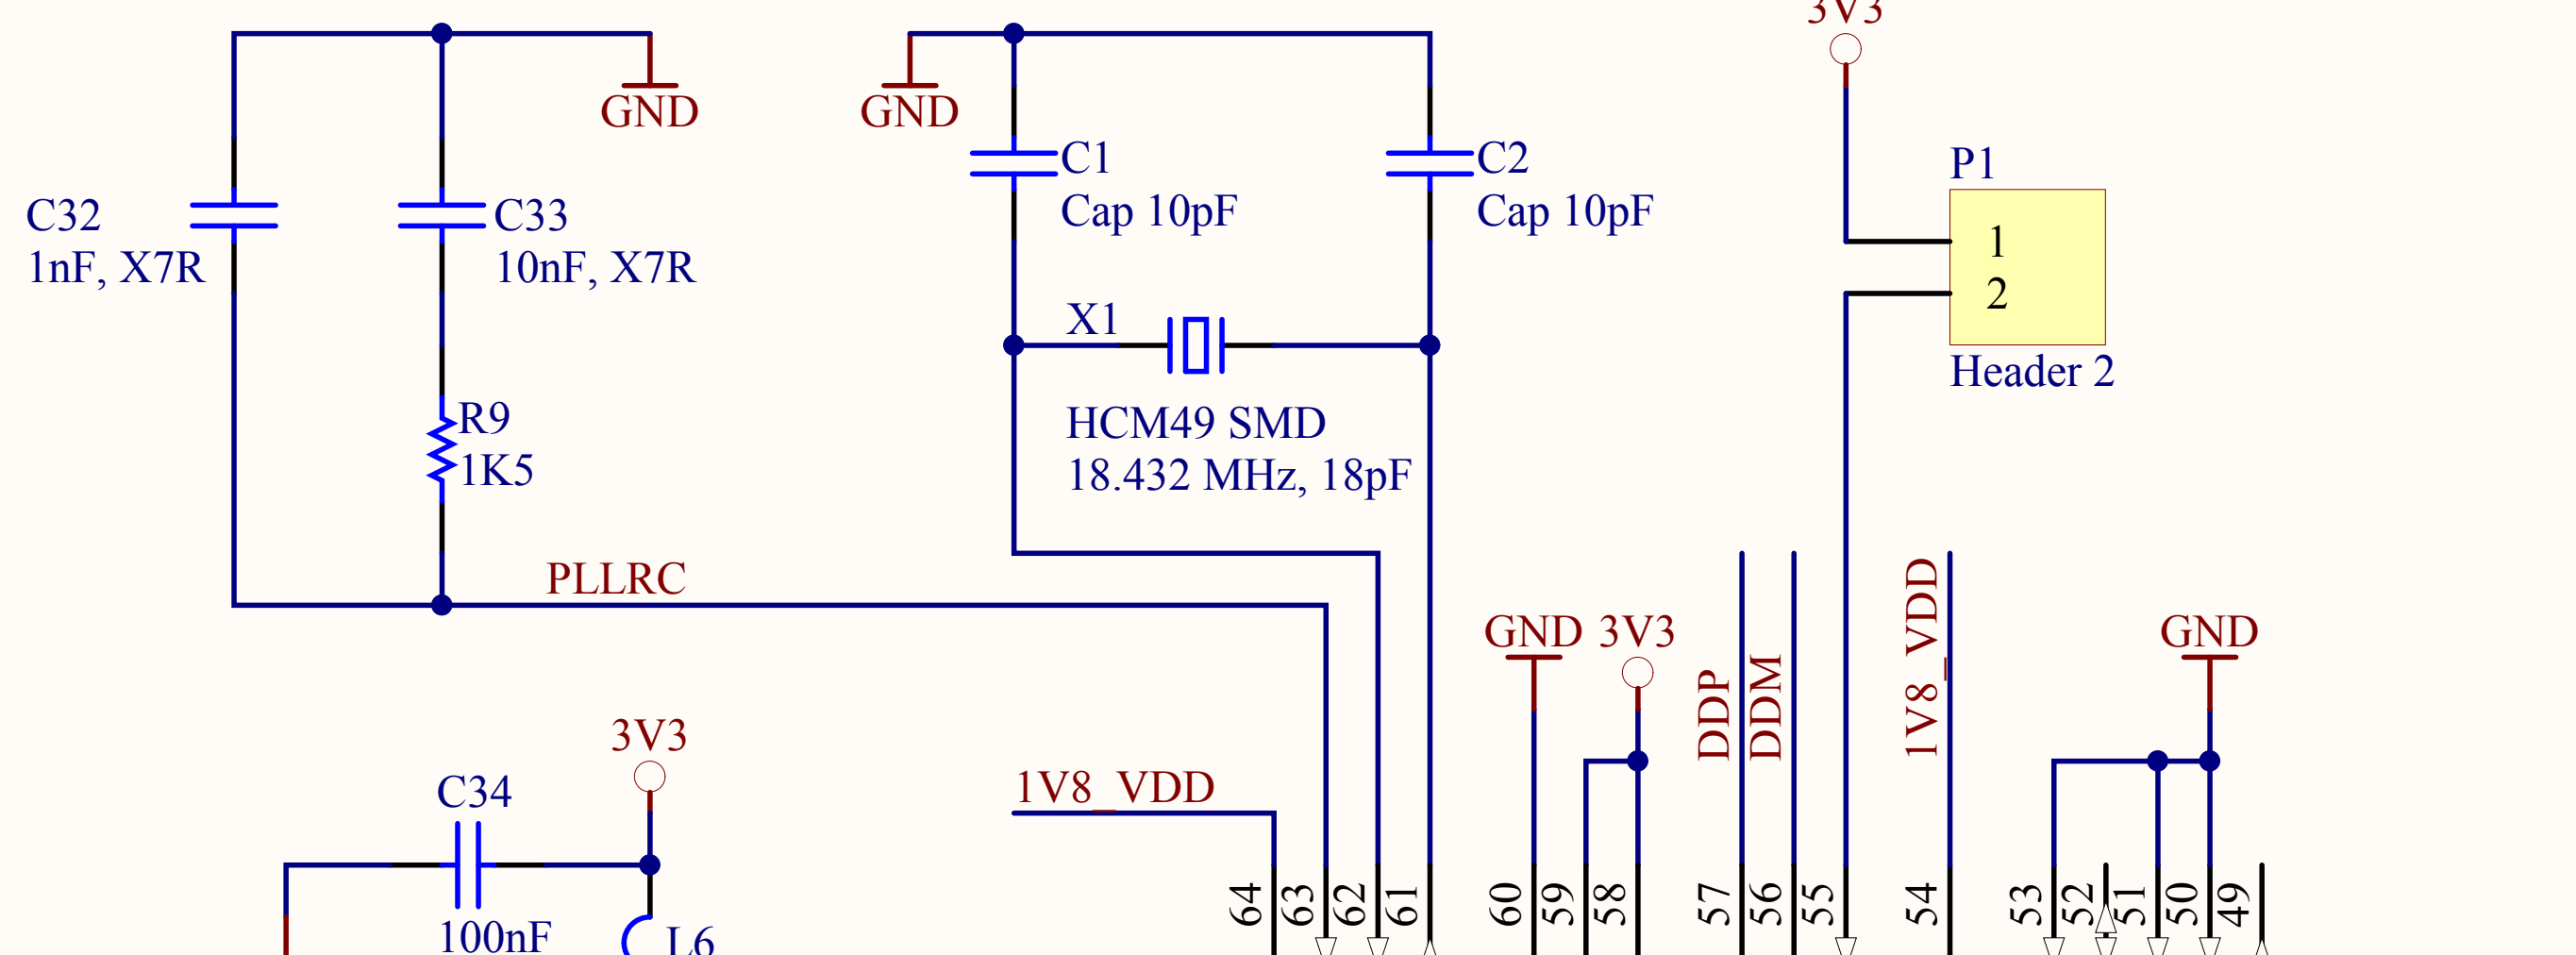 3V3
GND
GND
C1
Cap 10pF
C2
Cap 10pF
P1
C32
1nF, X7R
C33
10nF, X7R
1
2
Header 2
X1
HCM49 SMD
18.432 MHz, 18pF
R9
1K5
PLLRC
GND
3V3
DDP
DDM
1V8_VDD
GND
3V3
C34
100nF
L6
1V8_VDD
64
63
62
61
60
59
58
57
56
55
54
53
52
51
50
49